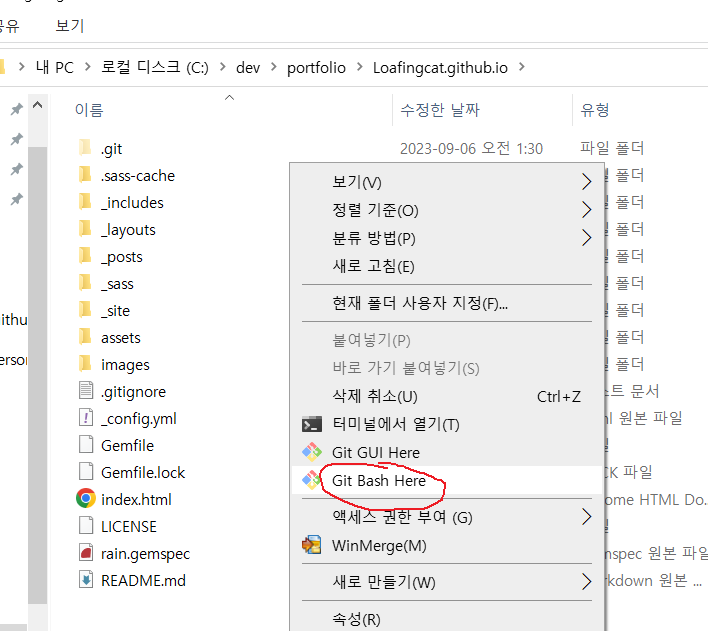 공유 보기
내 PC > 로컬 디스크 (C:) > dev > portfolio > Loafingcat.github.io >
이름 수정한 날짜 유형
.git 2023-09-06 오전 1:30 파일 폴더
.sass-cache 폴더
_includes 폴더
_layouts 폴더
_posts 폴더
_sass 폴더
_site 폴더
assets 폴더
images 폴더
.gitignore 문서
_config.yml 원본 파일
Gemfile
Gemfile.lock CK 파일
index.html ome HTML Do...
LICENSE
rain.gemspec mspec 원본 파일
README.md rkdown 원본 ...
보기(V)
정렬 기준(O)
분류 방법(P)
새로 고침(E)
현재 폴더 사용자 지정(F)...
붙여넣기(P)
바로 가기 붙여넣기(S)
삭제 취소(U) Ctrl+Z
터미널에서 열기(T)
Git GUI Here
Git Bash Here
액세스 권한 부여 (G)
WinMerge(M)
새로 만들기(W)
속성(R)
ithu
erso